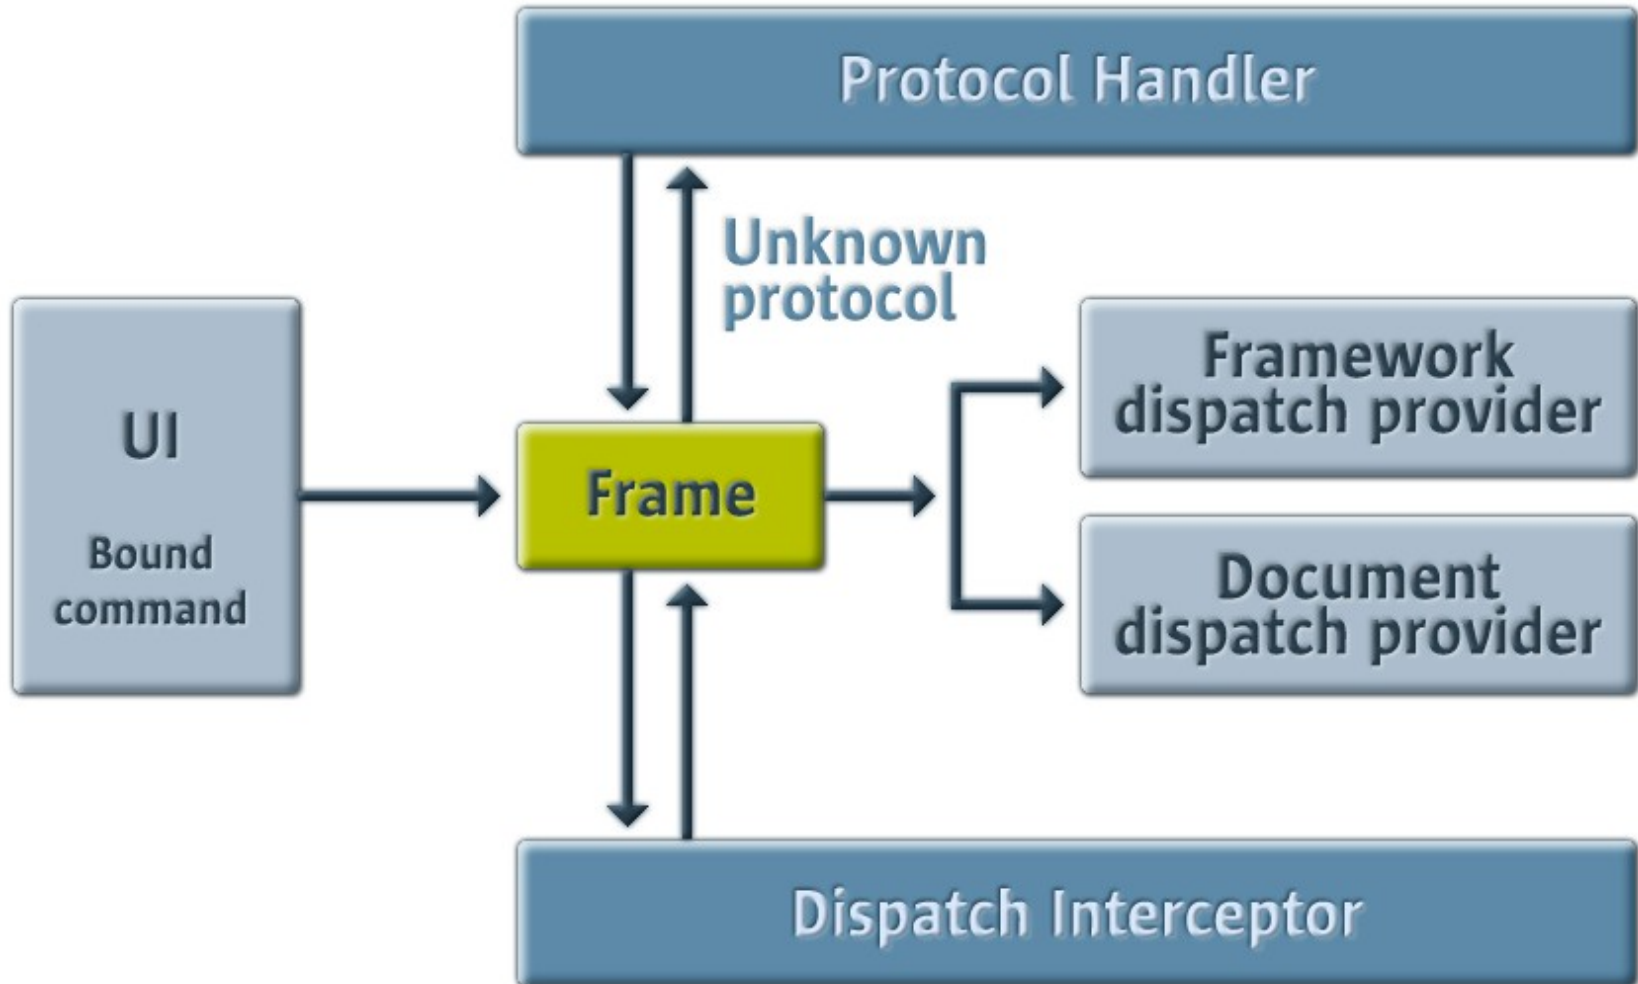 Protocol Handler
Unknown
protocol
UI
Bound
command
Frame
Framework
dispatch provider
Document
dispatch provider
Dispatch Interceptor